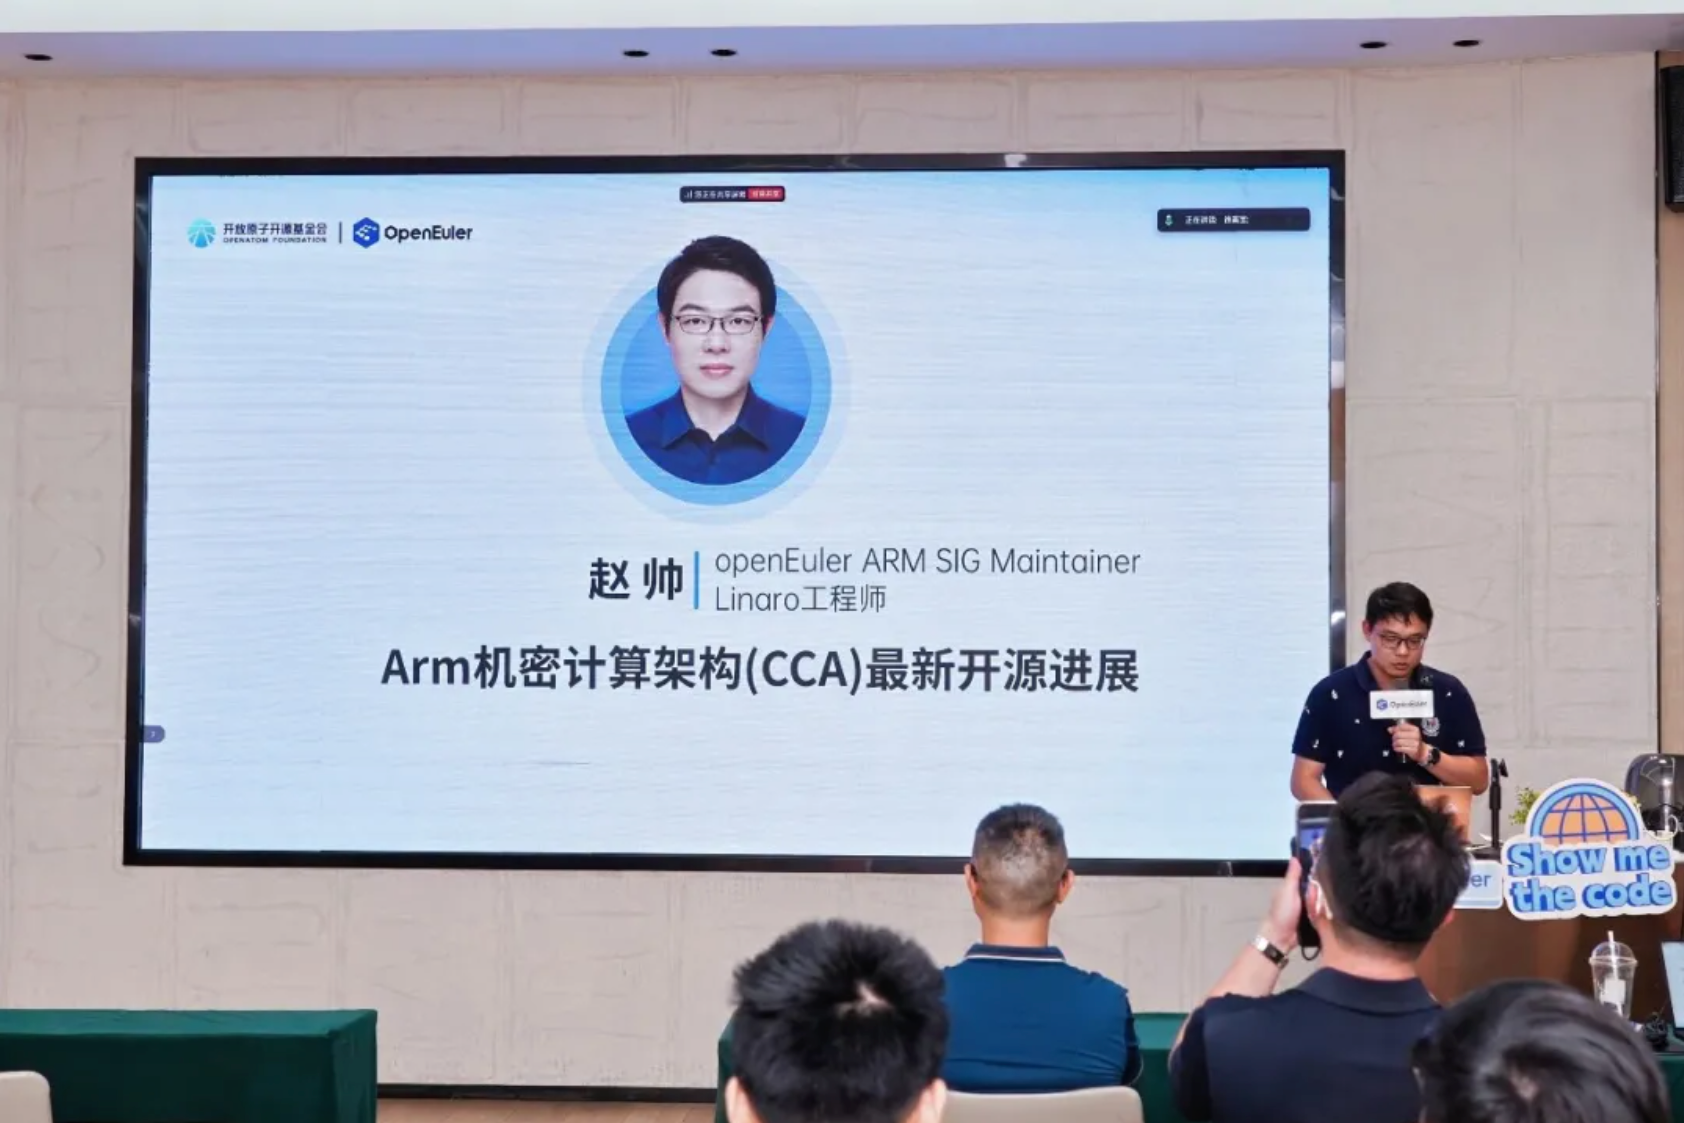 开放原子开源基金会
OPENATOM FOUNDATION
OpenEuler
赵 帅
openEuler ARM SIG Maintainer
Linaro工程师
Arm机密计算架构(CCA)最新开源进展
OpenEuler
er
Show me
the code